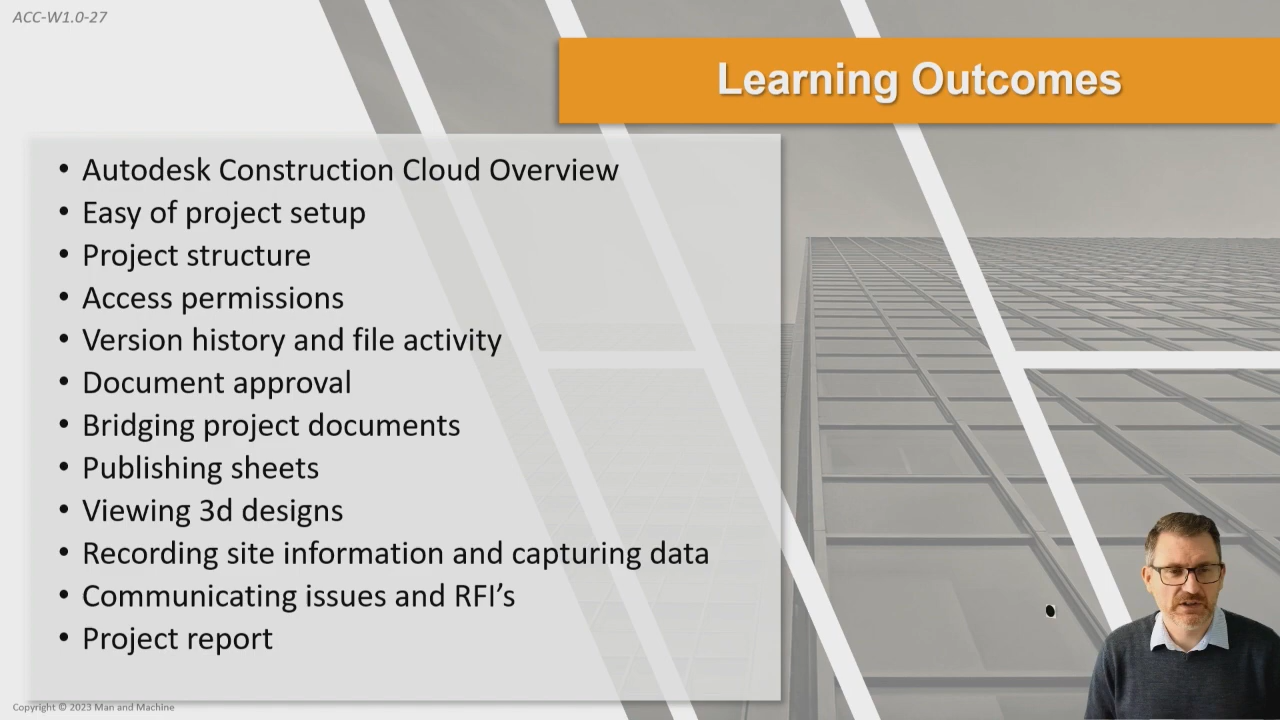 ACC-W1.0-27
Learning Outcomes
• Autodesk Construction Cloud Overview
• Easy of project setup
• Project structure
• Access permissions
• Version history and file activity
• Document approval
• Bridging project documents
• Publishing sheets
• Viewing 3d designs
• Recording site information and capturing data
• Communicating issues and RFI’s
• Project report
Copyright © 2023 Man and Machine